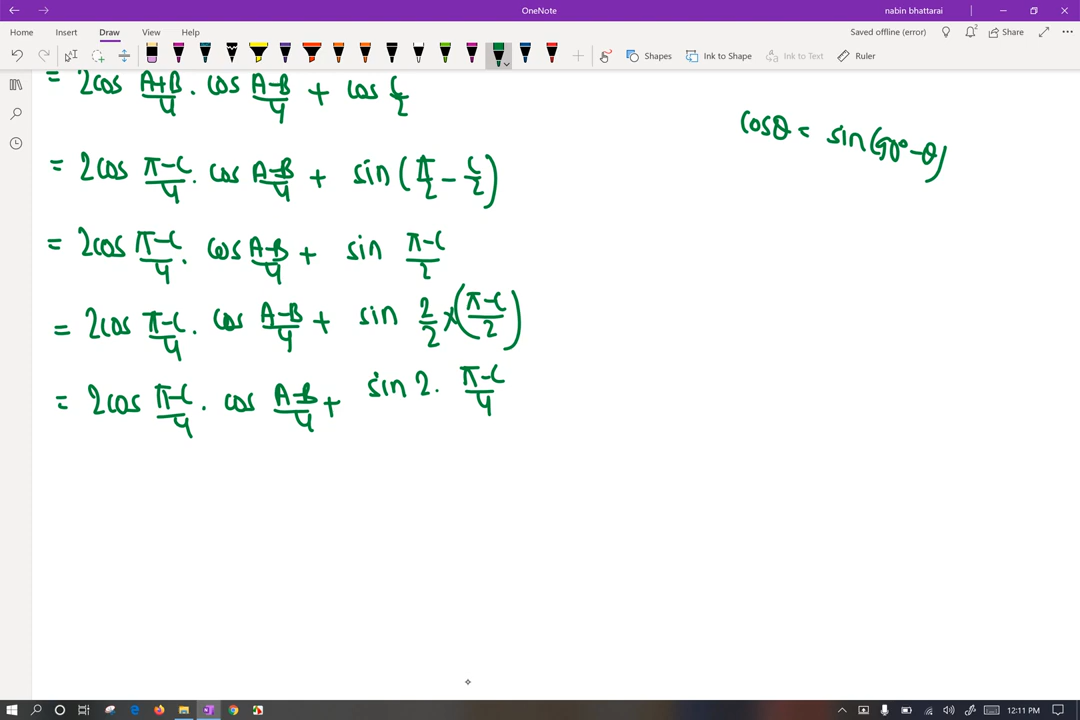 OneNote
nabin bhattarai
Home Insert Draw View Help
Saved offline (error) Share
Shapes Ink to Shape Ink to Text Ruler
= 2cos (A+B)/4 . cos (A-B)/4 + cos C/2
cosθ = sin(90°-θ)
= 2cos (π-C)/4 . cos (A-B)/4 + sin (π/2 - C/2)
= 2cos (π-C)/4 . cos (A-B)/4 + sin (π-C)/2
= 2cos (π-C)/4 . cos (A-B)/4 + sin 2/2 × ((π-C)/2)
= 2cos (π-C)/4 . cos (A-B)/4 + sin 2 . (π-C)/4
12:11 PM